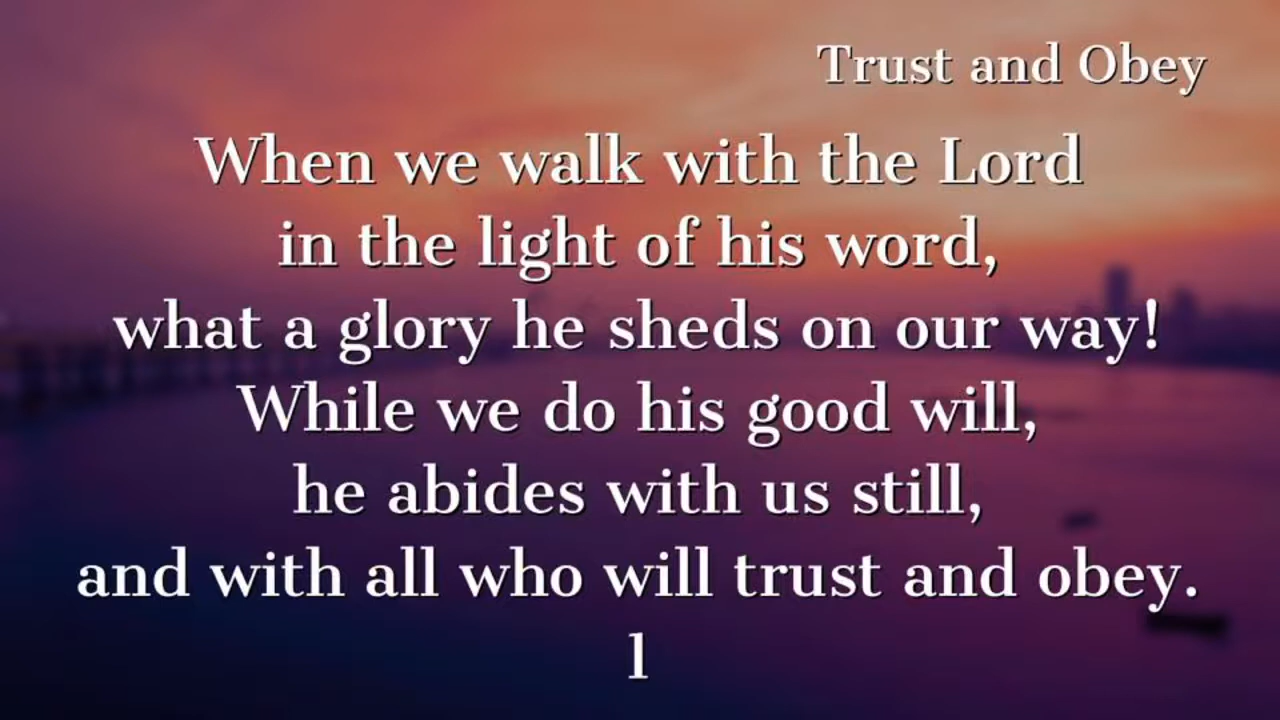 Trust and Obey
When we walk with the Lord
in the light of his word,
what a glory he sheds on our way!
While we do his good will,
he abides with us still,
and with all who will trust and obey.
1